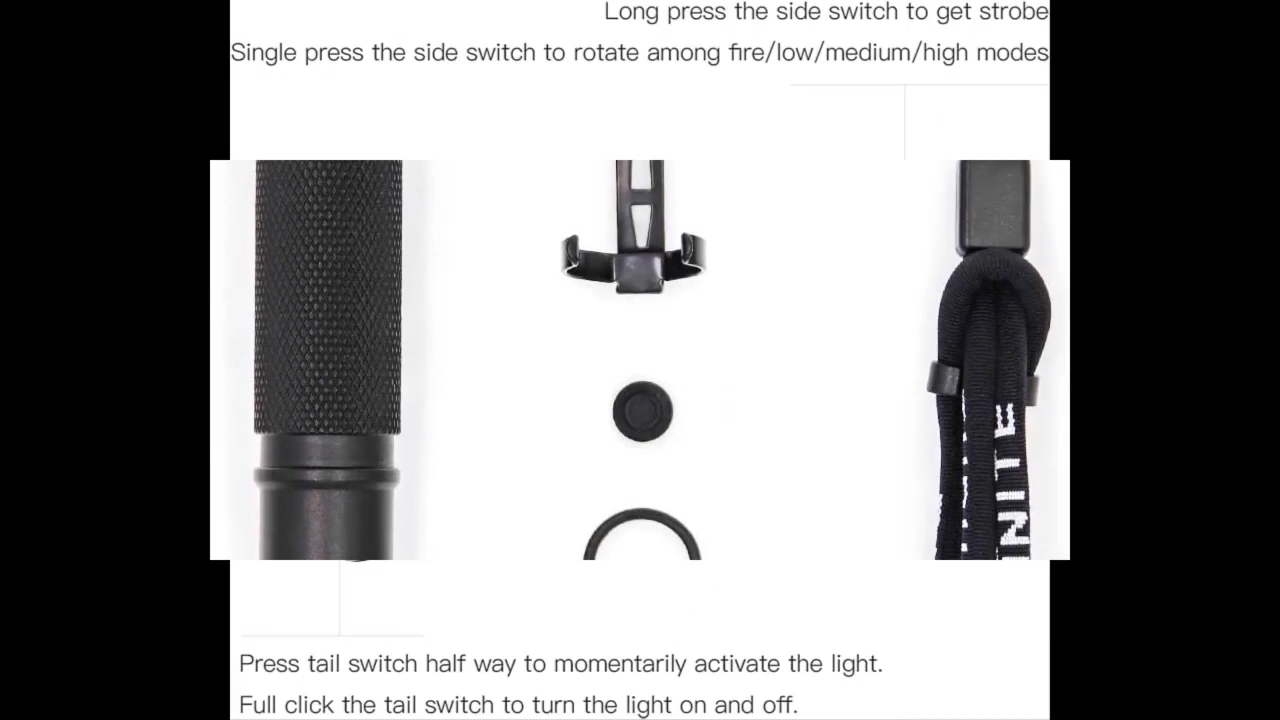 Long press the side switch to get strobe
Single press the side switch to rotate among fire/low/medium/high modes
NITE
Press tail switch half way to momentarily activate the light.
Full click the tail switch to turn the light on and off.